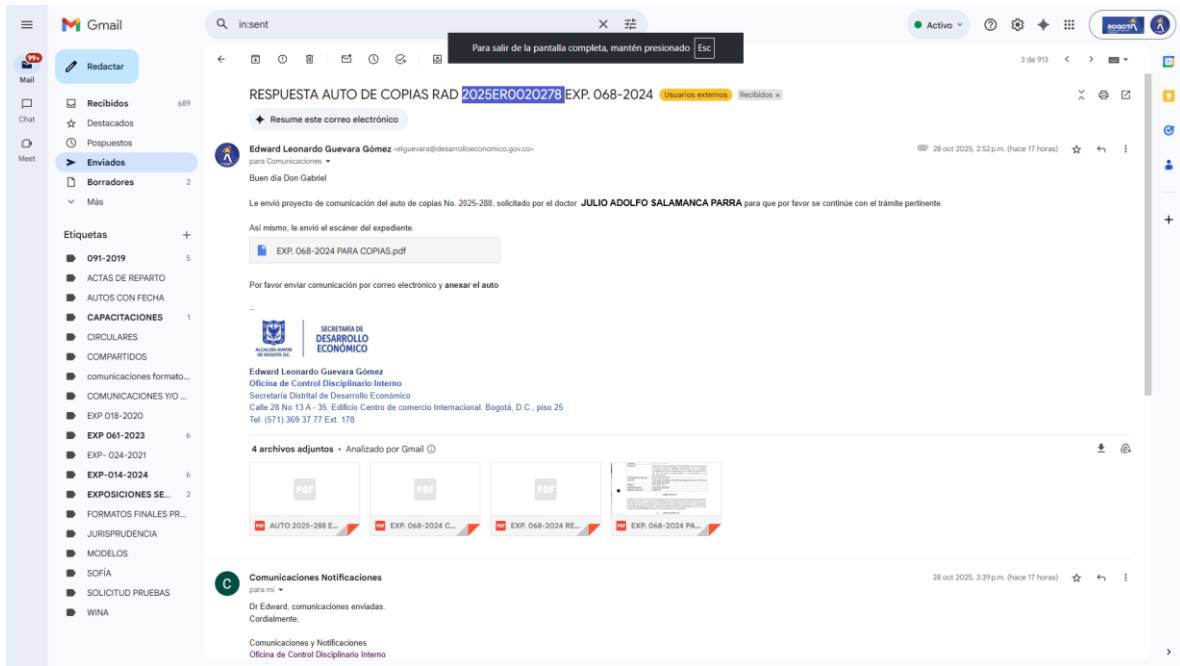 Gmail
in:sent
Activo
BOGOTÁ
Para salir de la pantalla completa, mantén presionado Esc
99+
Mail
Chat
Meet
Redactar
Recibidos 689
Destacados
Pospuestos
Enviados
Borradores 2
Más
Etiquetas
091-2019 5
ACTAS DE REPARTO
AUTOS CON FECHA
CAPACITACIONES 1
CIRCULARES
COMPARTIDOS
comunicaciones formato...
COMUNICACIONES Y/O ...
EXP 018-2020
EXP 061-2023 6
EXP- 024-2021
EXP-014-2024 6
EXPOSICIONES SE... 2
FORMATOS FINALES PR...
JURISPRUDENCIA
MODELOS
SOFÍA
SOLICITUD PRUEBAS
WINA
3 de 913
RESPUESTA AUTO DE COPIAS RAD 2025ER0020278 EXP. 068-2024 Usuarios externos Recibidos x
Resume este correo electrónico
Edward Leonardo Guevara Gómez <elguevara@desarrolloeconomico.gov.co> 28 oct 2025, 2:52 p.m. (hace 17 horas)
para Comunicaciones
Buen día Don Gabriel
Le envió proyecto de comunicación del auto de copias No. 2025-288, solicitado por el doctor JULIO ADOLFO SALAMANCA PARRA para que por favor se continúe con el trámite pertinente.
Así mismo, le envió el escáner del expediente.
EXP. 068-2024 PARA COPIAS.pdf
Por favor enviar comunicación por correo electrónico y anexar el auto
--
ALCALDÍA MAYOR
DE BOGOTÁ D.C.
SECRETARÍA DE
DESARROLLO
ECONÓMICO
Edward Leonardo Guevara Gómez
Oficina de Control Disciplinario Interno
Secretaría Distrital de Desarrollo Económico
Calle 28 No 13 A - 35, Edificio Centro de comercio Internacional. Bogotá, D.C., piso 25
Tel: (571) 369 37 77 Ext. 178
4 archivos adjuntos • Analizado por Gmail
PDF PDF PDF
PDF AUTO 2025-288 E... PDF EXP. 068-2024 C... PDF EXP. 068-2024 RE... PDF EXP. 068-2024 PA...
C
Comunicaciones Notificaciones 28 oct 2025, 3:39 p.m. (hace 17 horas)
para mí
Dr Edward, comunicaciones enviadas.
Cordialmente,
Comunicaciones y Notificaciones
Oficina de Control Disciplinario Interno